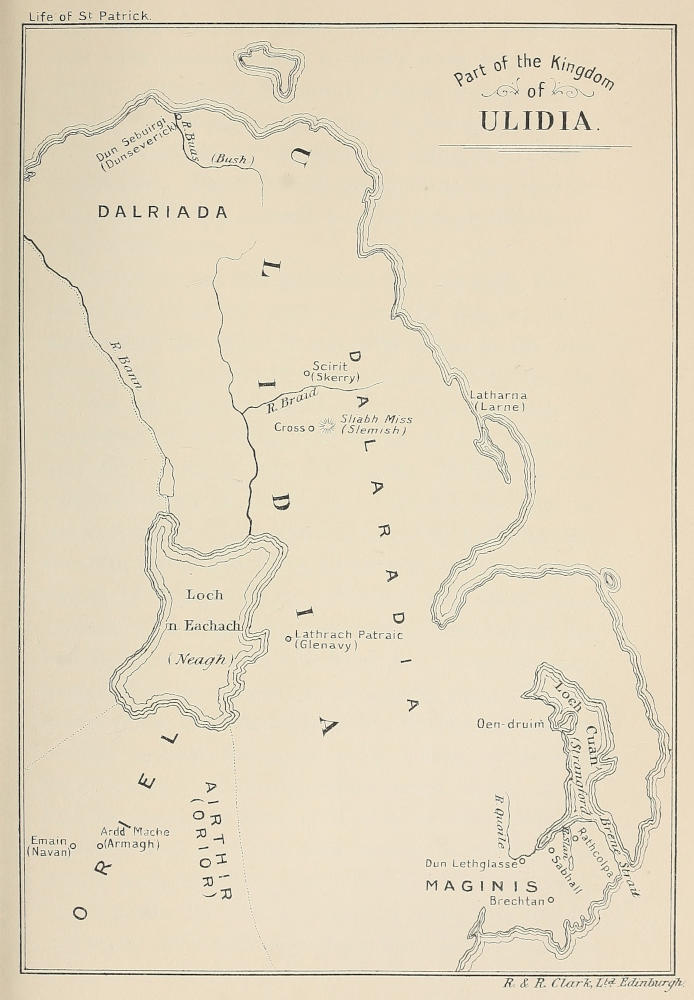 Life of St Patrick.
Part of the Kingdom
of
ULIDIA.
Dun Sebuirgi
(Dunseverick)
R. Buas
(Bush)
DALRIADA
ULIDIA
R. Bann
Scirit
(Skerry)
R. Braid
Cross
Sliabh Miss
(Slemish)
DALARADIA
Latharna
(Larne)
Loch
n Eachach
(Neagh)
Lathrach Patraic
(Glenavy)
Oen-druim
Loch Cuan
(Strangford)
ORIEL
AIRTHIR
(ORIOR)
Emain
(Navan)
Ardd Mache
(Armagh)
R Quoile
Brene Strait
R. Slan
Rathcolpa
Sabhall
Dun Lethglasse
MAGINIS
Brechtan
R. & R. Clark, Ltd Edinburgh.